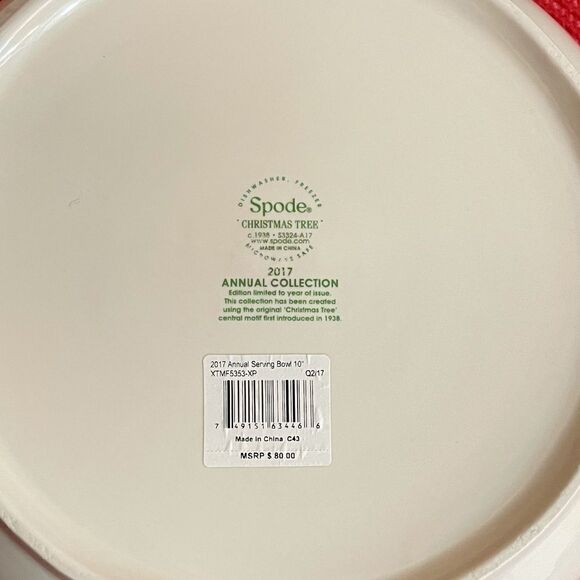 DISHWASHER, FREEZER
Spode®
"CHRISTMAS TREE"
c.1938 • S3324-A17
www.spode.com
MADE IN CHINA
MICROWAVE SAFE
2017
ANNUAL COLLECTION
Edition limited to year of issue.
This collection has been created
using the original 'Christmas Tree'
central motif first introduced in 1938.
2017 Annual Serving Bowl 10"
XTMF5353-XP Q2/17
7 49151 63446 6
Made in China C43
MSRP $ 80.00